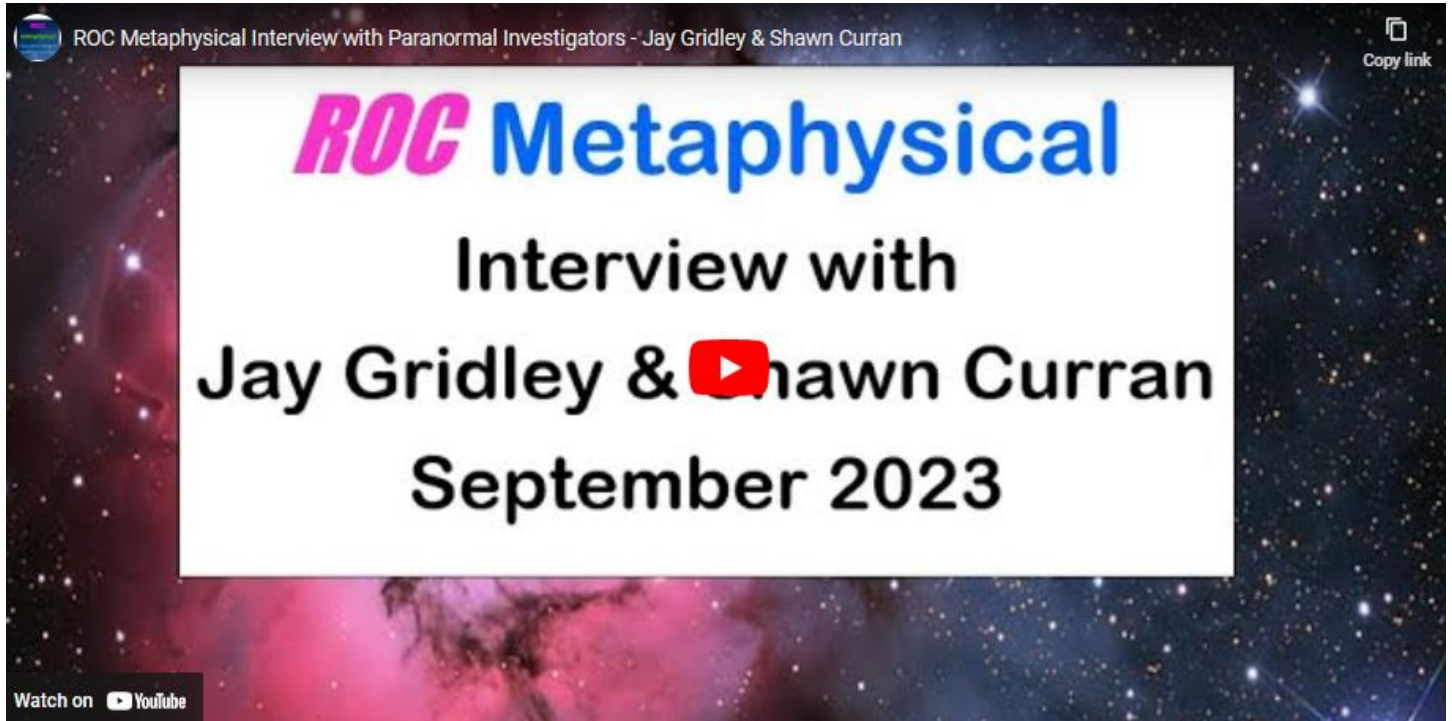 ROC Metaphysical Interview with Paranormal Investigators - Jay Gridley & Shawn Curran
Copy link
ROC Metaphysical
Interview with
Jay Gridley & Shawn Curran
September 2023
Watch on YouTube